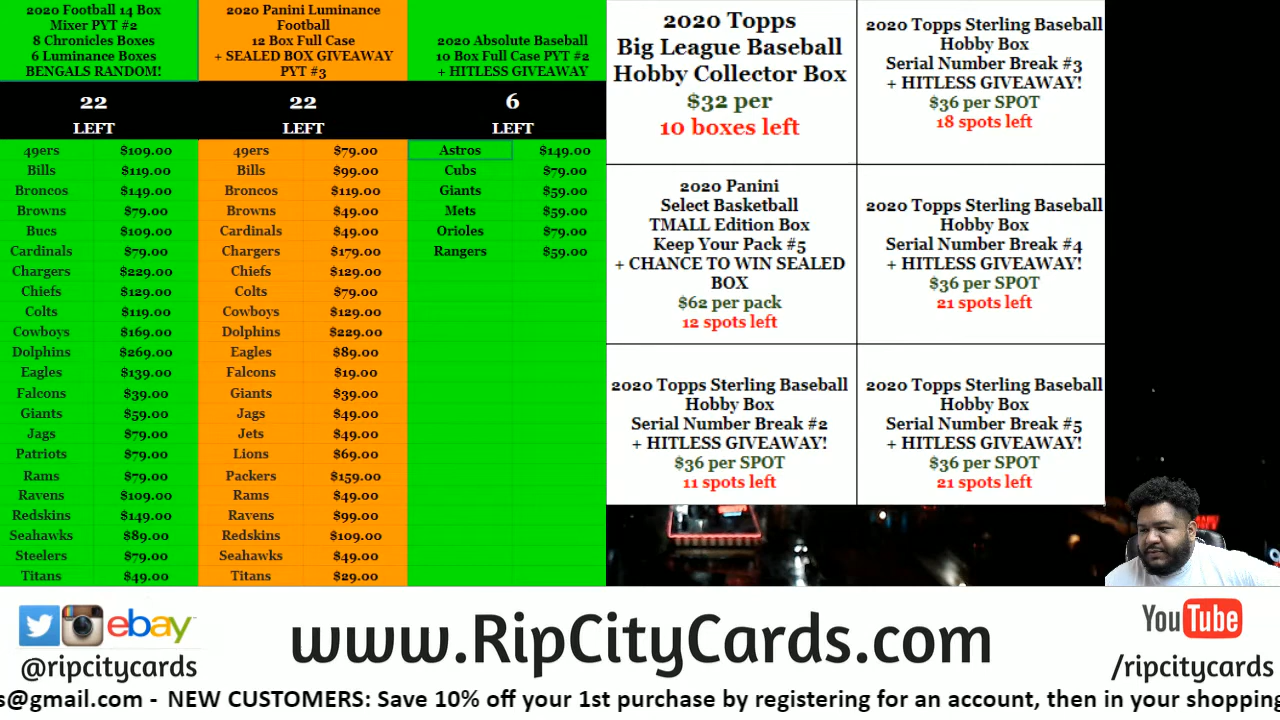 2020 Football 14 Box
Mixer PYT #2
8 Chronicles Boxes
6 Luminance Boxes
BENGALS RANDOM!
22
LEFT
49ers $109.00
Bills $119.00
Broncos $149.00
Browns $79.00
Bucs $109.00
Cardinals $79.00
Chargers $229.00
Chiefs $129.00
Colts $119.00
Cowboys $169.00
Dolphins $269.00
Eagles $139.00
Falcons $39.00
Giants $59.00
Jags $79.00
Patriots $79.00
Rams $79.00
Ravens $109.00
Redskins $149.00
Seahawks $89.00
Steelers $79.00
Titans $49.00
2020 Panini Luminance
Football
12 Box Full Case
+ SEALED BOX GIVEAWAY
PYT #3
22
LEFT
49ers $79.00
Bills $99.00
Broncos $119.00
Browns $49.00
Cardinals $49.00
Chargers $179.00
Chiefs $129.00
Colts $79.00
Cowboys $129.00
Dolphins $229.00
Eagles $89.00
Falcons $19.00
Giants $39.00
Jags $49.00
Jets $49.00
Lions $69.00
Packers $159.00
Rams $49.00
Ravens $99.00
Redskins $109.00
Seahawks $49.00
Titans $29.00
2020 Absolute Baseball
10 Box Full Case PYT #2
+ HITLESS GIVEAWAY
6
LEFT
Astros $149.00
Cubs $79.00
Giants $59.00
Mets $59.00
Orioles $79.00
Rangers $59.00
2020 Topps
Big League Baseball
Hobby Collector Box
$32 per
10 boxes left
2020 Topps Sterling Baseball
Hobby Box
Serial Number Break #3
+ HITLESS GIVEAWAY!
$36 per SPOT
18 spots left
2020 Panini
Select Basketball
TMALL Edition Box
Keep Your Pack #5
+ CHANCE TO WIN SEALED
BOX
$62 per pack
12 spots left
2020 Topps Sterling Baseball
Hobby Box
Serial Number Break #4
+ HITLESS GIVEAWAY!
$36 per SPOT
21 spots left
2020 Topps Sterling Baseball
Hobby Box
Serial Number Break #2
+ HITLESS GIVEAWAY!
$36 per SPOT
11 spots left
2020 Topps Sterling Baseball
Hobby Box
Serial Number Break #5
+ HITLESS GIVEAWAY!
$36 per SPOT
21 spots left
ebay
@ripcitycards
www.RipCityCards.com
YouTube
/ripcitycards
s@gmail.com - NEW CUSTOMERS: Save 10% off your 1st purchase by registering for an account, then in your shopping